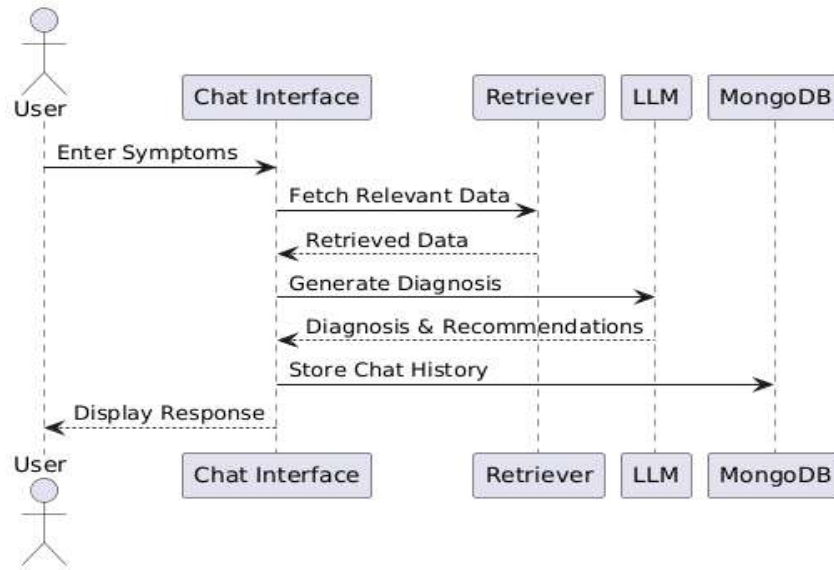 User
Chat Interface
Retriever
LLM
MongoDB
Enter Symptoms
Fetch Relevant Data
Retrieved Data
Generate Diagnosis
Diagnosis & Recommendations
Store Chat History
Display Response
User
Chat Interface
Retriever
LLM
MongoDB